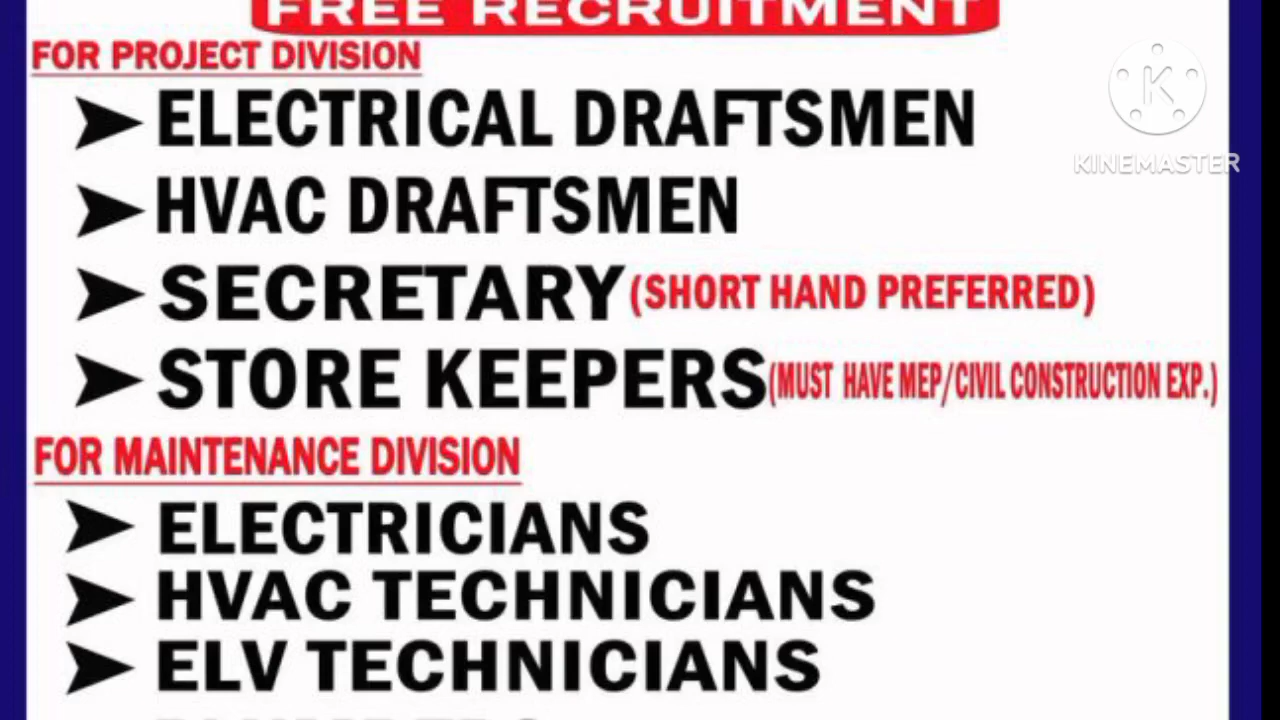 FREE RECRUITMENT
FOR PROJECT DIVISION
ELECTRICAL DRAFTSMEN
HVAC DRAFTSMEN
SECRETARY (SHORT HAND PREFERRED)
STORE KEEPERS (MUST HAVE MEP/CIVIL CONSTRUCTION EXP.)
FOR MAINTENANCE DIVISION
ELECTRICIANS
HVAC TECHNICIANS
ELV TECHNICIANS
K
KINEMASTER